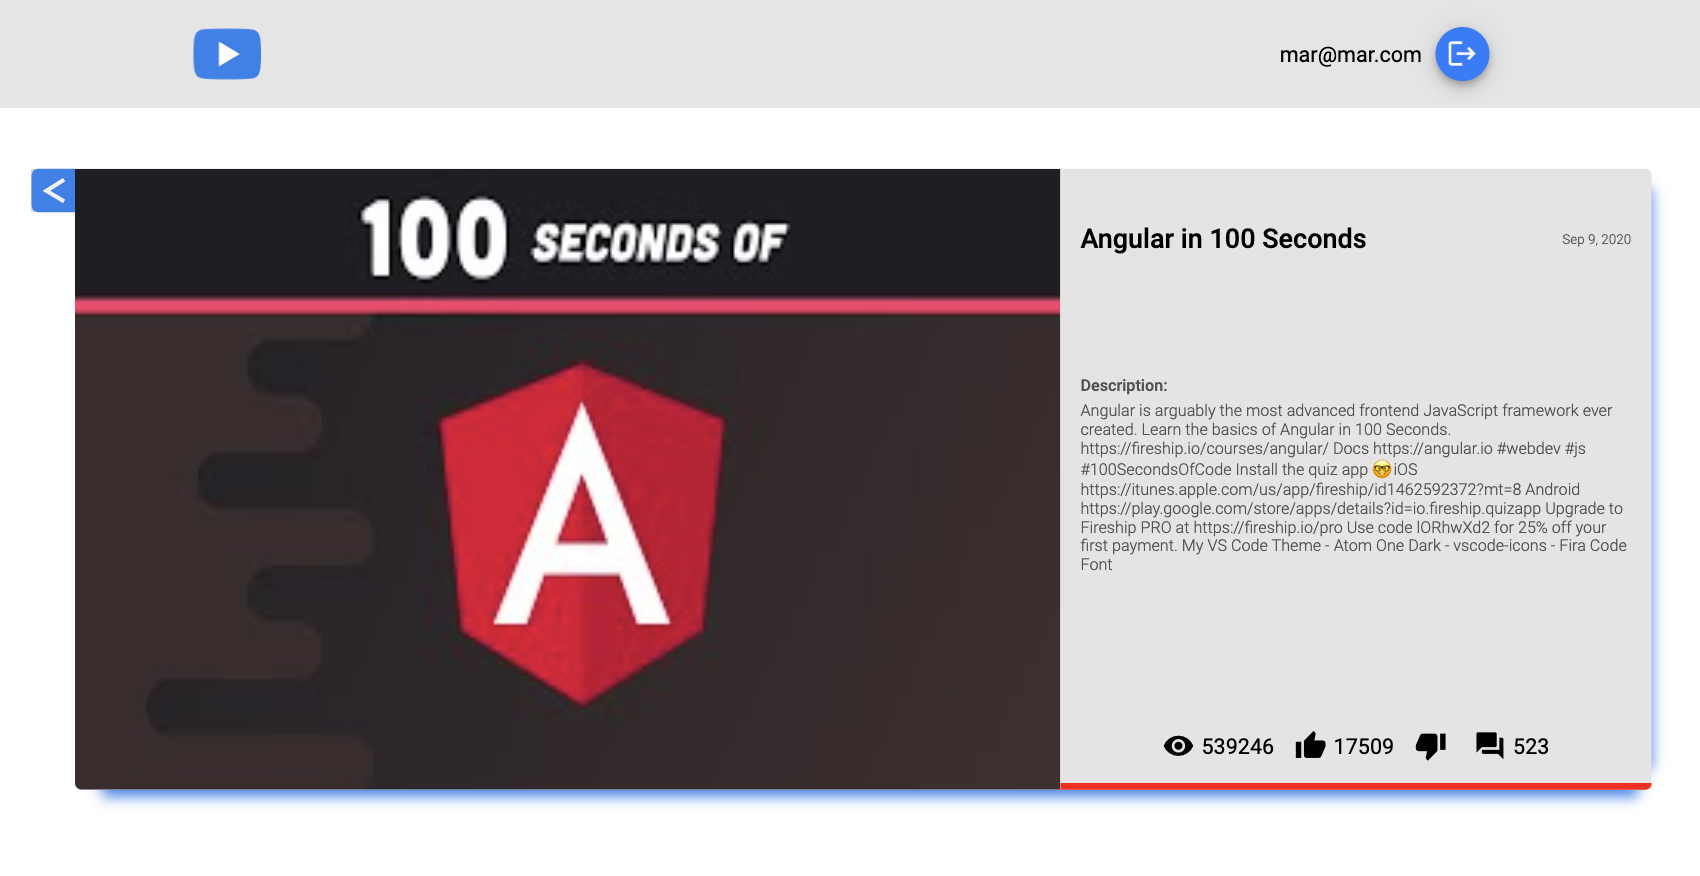 mar@mar.com
<
100 SECONDS OF
A
Angular in 100 Seconds
Sep 9, 2020
Description:
Angular is arguably the most advanced frontend JavaScript framework ever
created. Learn the basics of Angular in 100 Seconds.
https://fireship.io/courses/angular/ Docs https://angular.io #webdev #js
#100SecondsOfCode Install the quiz app 🤓 iOS
https://itunes.apple.com/us/app/fireship/id1462592372?mt=8 Android
https://play.google.com/store/apps/details?id=io.fireship.quizapp Upgrade to
Fireship PRO at https://fireship.io/pro Use code lORhwXd2 for 25% off your
first payment. My VS Code Theme - Atom One Dark - vscode-icons - Fira Code
Font
539246 17509 523